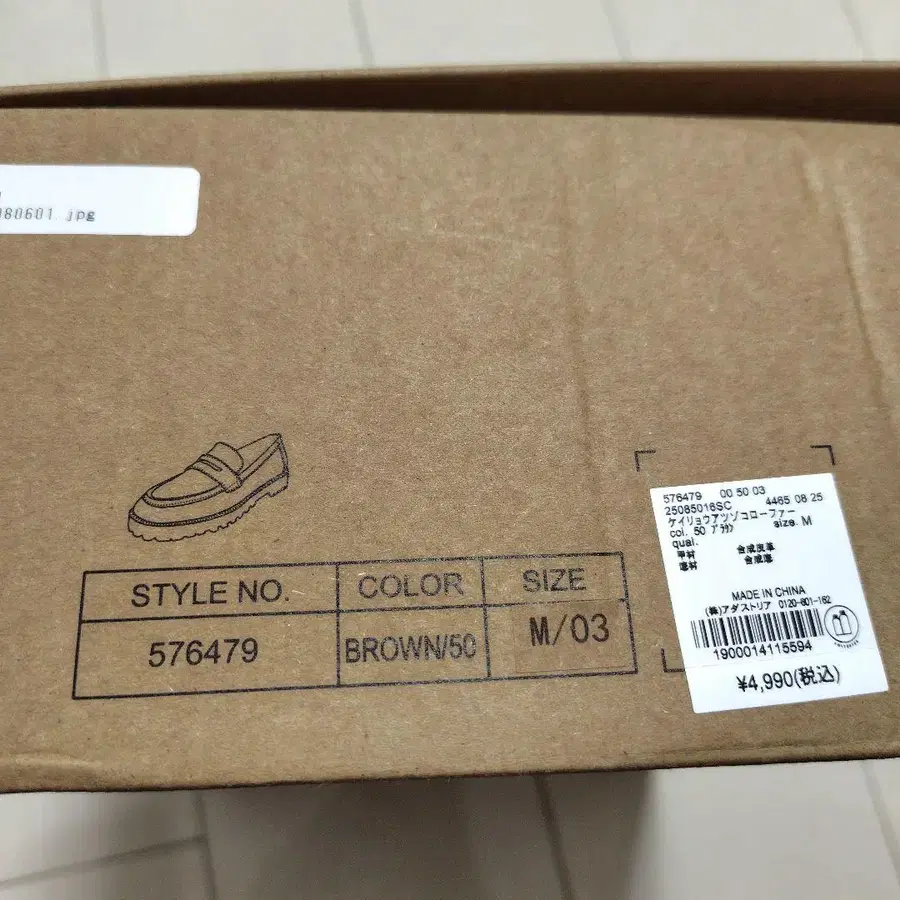 080601.jpg
STYLE NO. COLOR SIZE
576479 BROWN/50 M/03
576479 00 50 03
25085016SC 4465 08 25
ケイリョウアツゾコローファー
col. 50 ブラウン size. M
qual.
甲材 合成皮革
底材 合成底
MADE IN CHINA
(株)アダストリア 0120-601-162
1900014115594
¥4,990(税込)